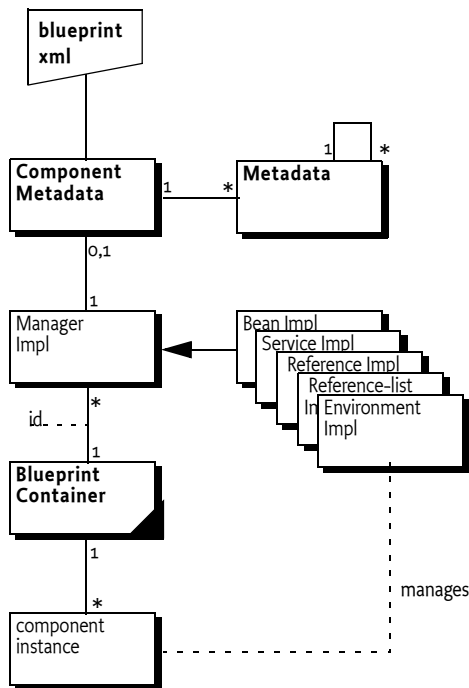 blueprint
xml
Component
Metadata
1
*
Metadata
1
*
0,1
1
Manager
Impl
Bean Impl
Service Impl
Reference Impl
Reference-list
In
Environment
Impl
id
*
1
Blueprint
Container
1
*
component
instance
manages